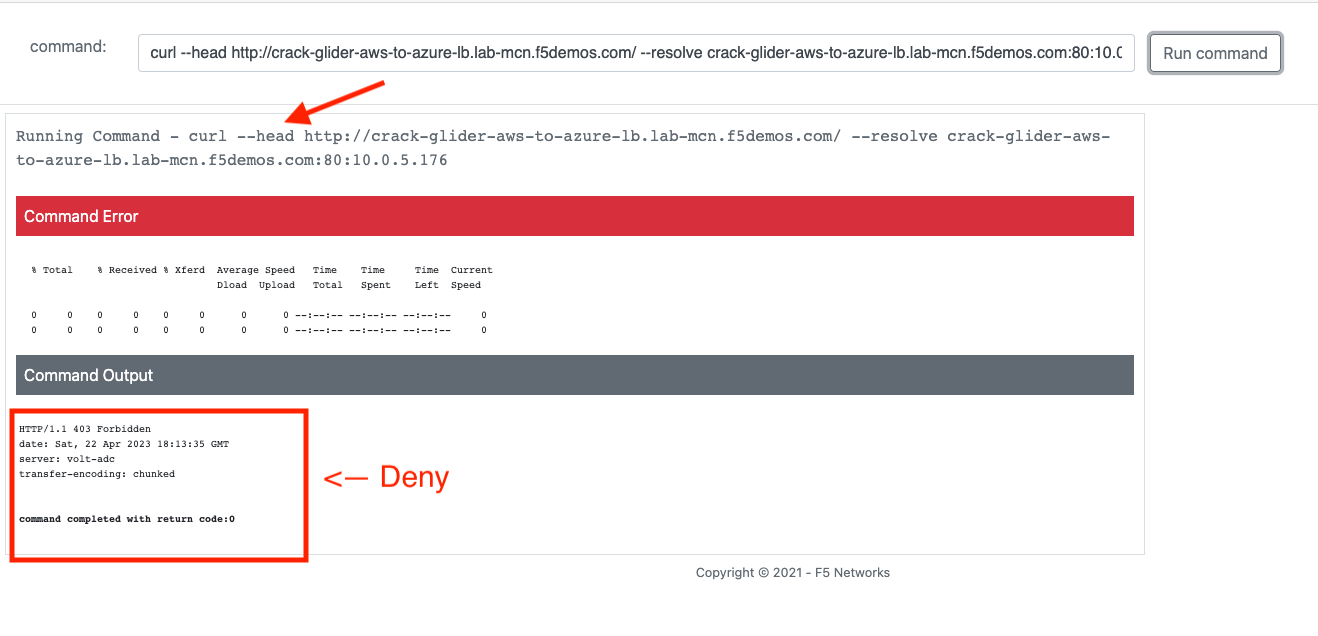 command:
curl --head http://crack-glider-aws-to-azure-lb.lab-mcn.f5demos.com/ --resolve crack-glider-aws-to-azure-lb.lab-mcn.f5demos.com:80:10.0
Run command
Running Command - curl --head http://crack-glider-aws-to-azure-lb.lab-mcn.f5demos.com/ --resolve crack-glider-aws-
to-azure-lb.lab-mcn.f5demos.com:80:10.0.5.176
Command Error
% Total % Received % Xferd Average Speed Time Time Time Current
Dload Upload Total Spent Left Speed
0 0 0 0 0 0 0 0 --:--:-- --:--:-- --:--:-- 0
0 0 0 0 0 0 0 0 --:--:-- --:--:-- --:--:-- 0
Command Output
HTTP/1.1 403 Forbidden
date: Sat, 22 Apr 2023 18:13:35 GMT
server: volt-adc
transfer-encoding: chunked
<— Deny
command completed with return code:0
Copyright © 2021 - F5 Networks